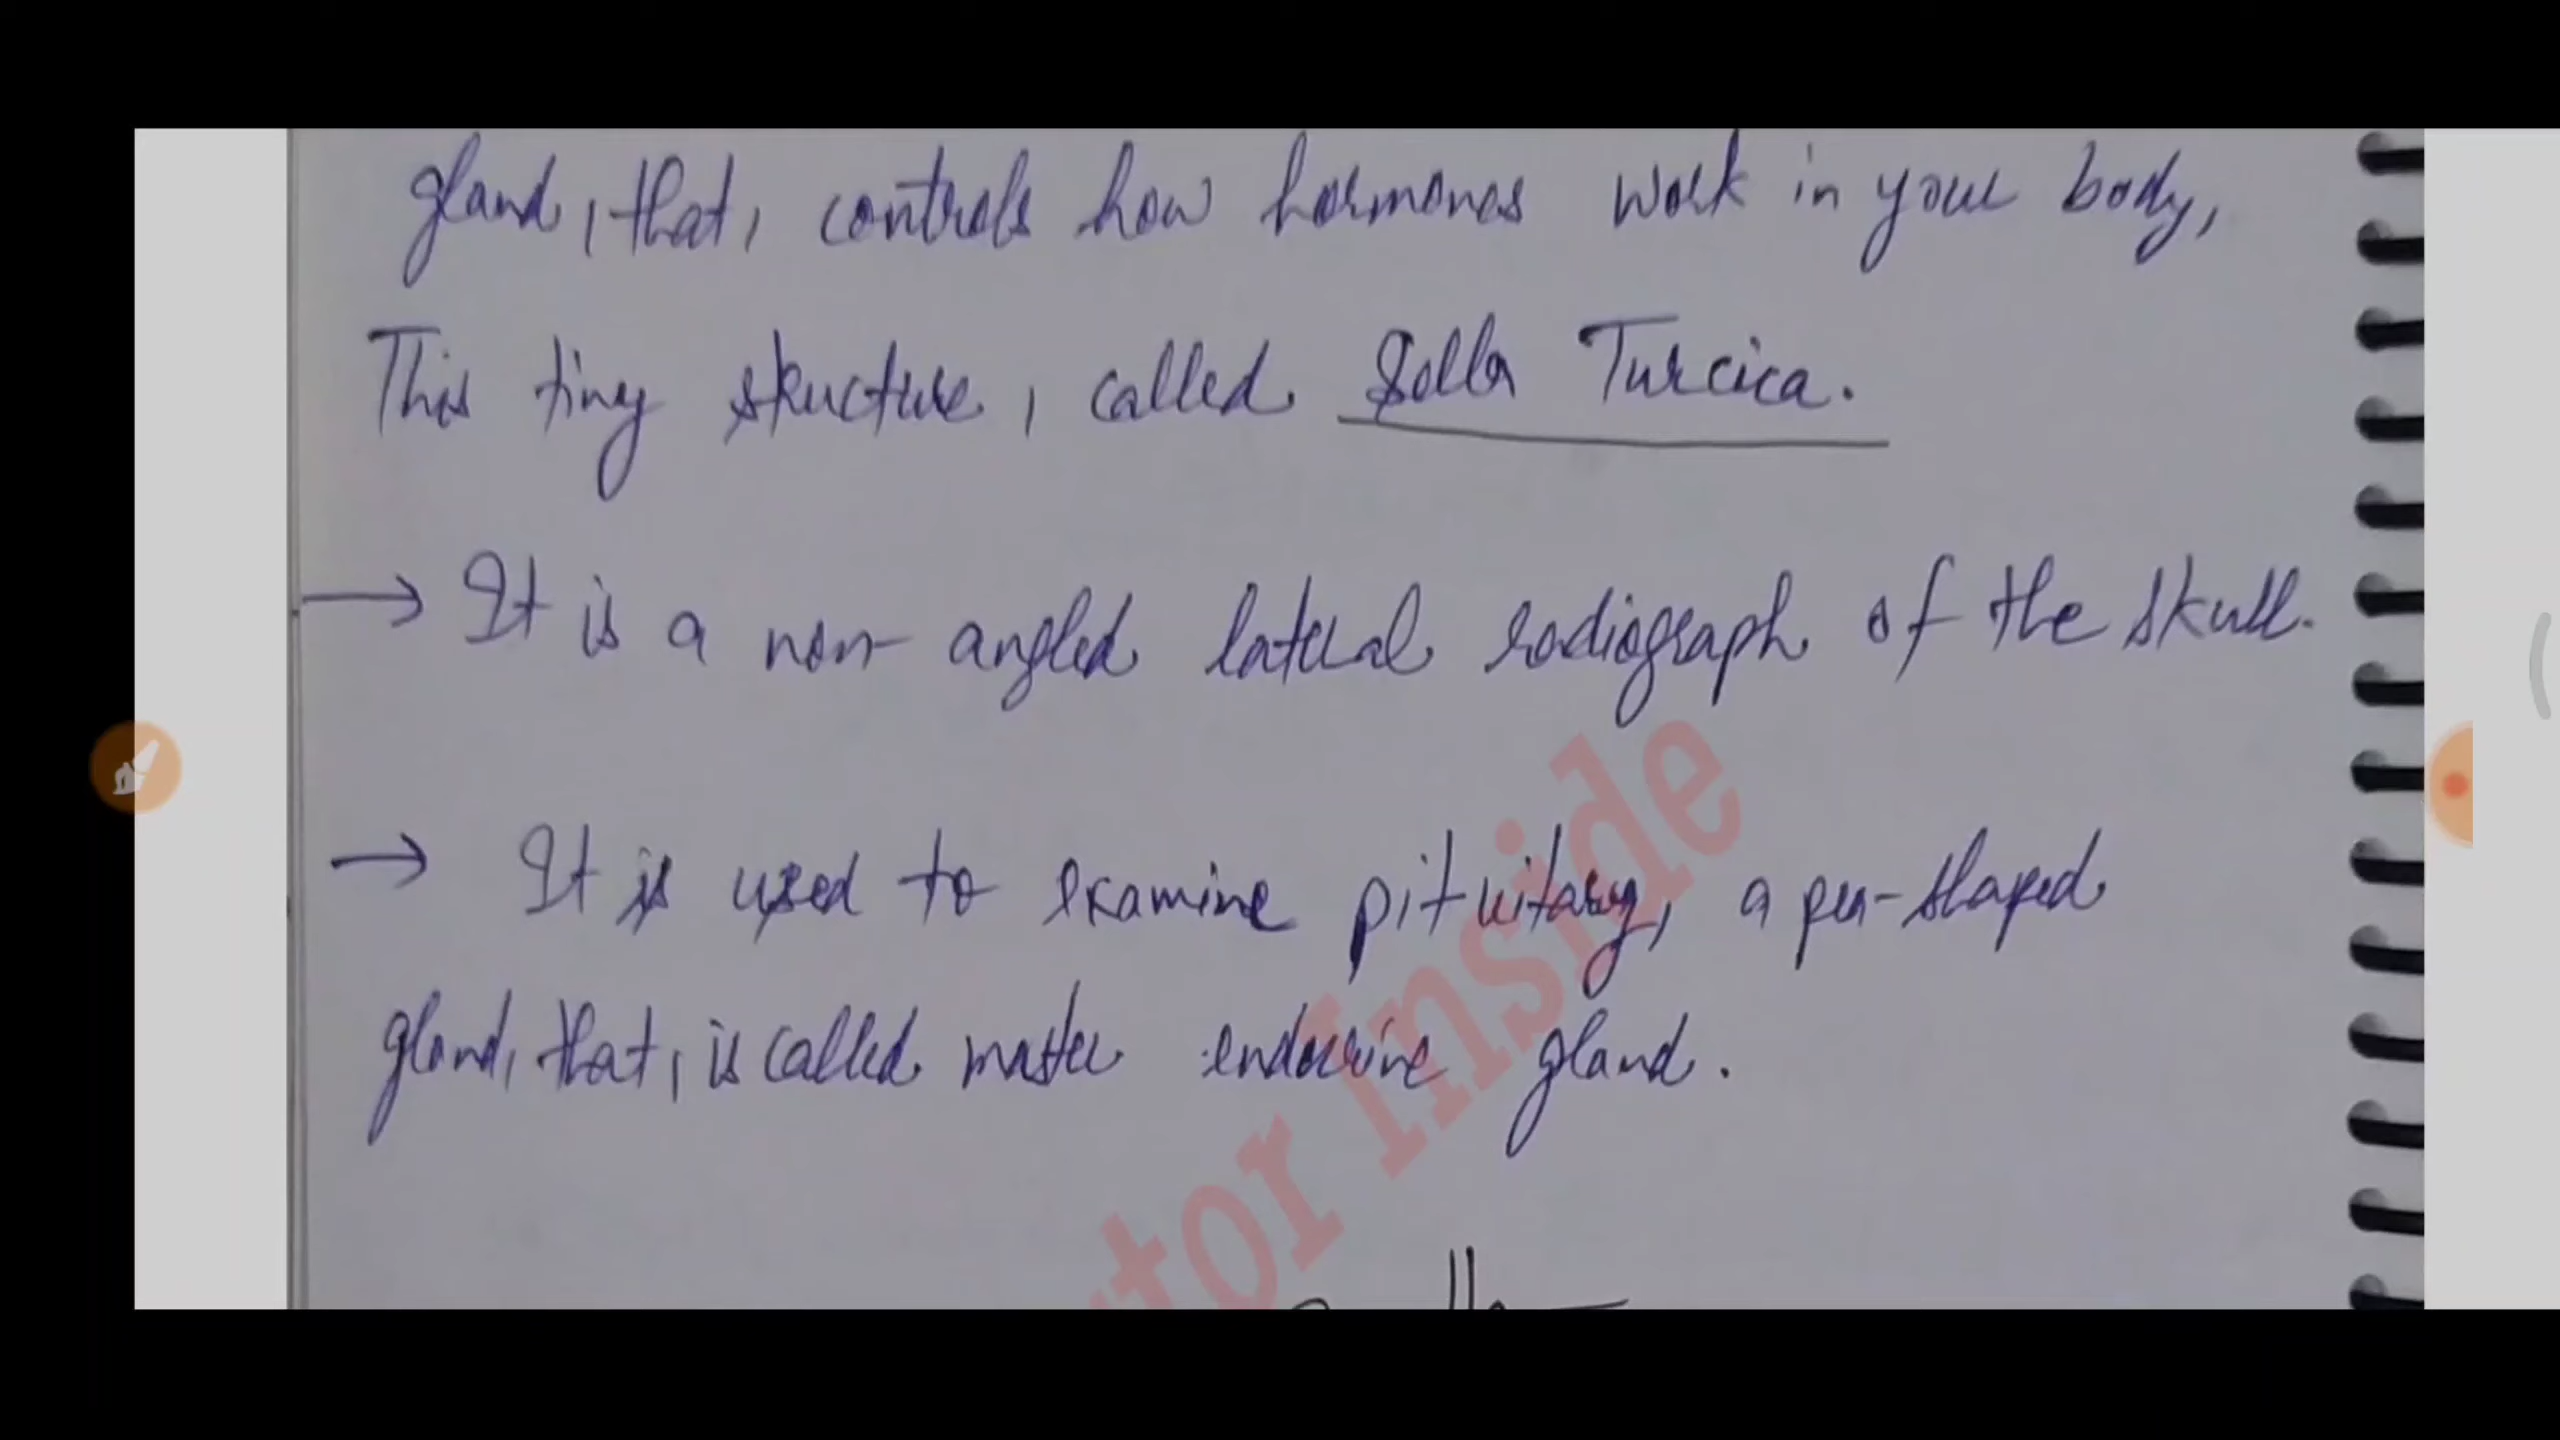 gland, that, controls how hormones work in your body,
This tiny structure, called Sella Turcica.
→ It is a non-angled lateral radiograph of the skull.
→ It is used to examine pituitary, a pea-shaped
gland, that, is called master endocrine gland.
tor Inside